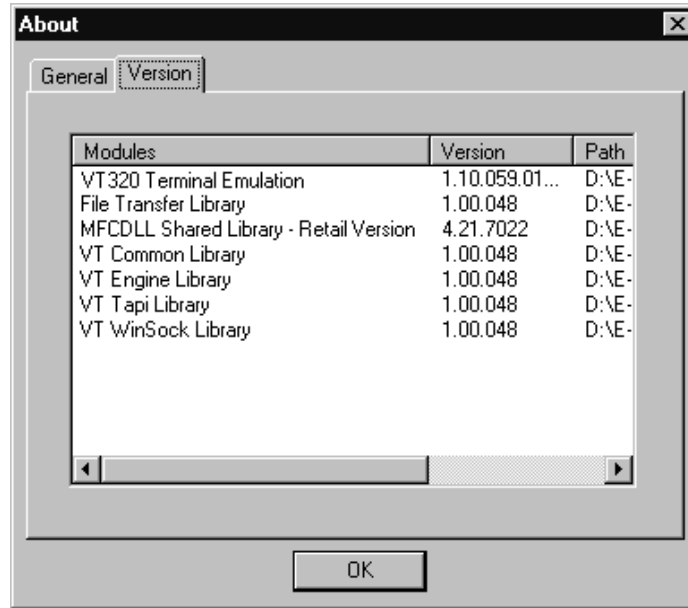 About
General Version
Modules Version Path
VT320 Terminal Emulation 1.10.059.01... D:\E-
File Transfer Library 1.00.048 D:\E-
MFCDLL Shared Library - Retail Version 4.21.7022 D:\E-
VT Common Library 1.00.048 D:\E-
VT Engine Library 1.00.048 D:\E-
VT Tapi Library 1.00.048 D:\E-
VT WinSock Library 1.00.048 D:\E-
OK